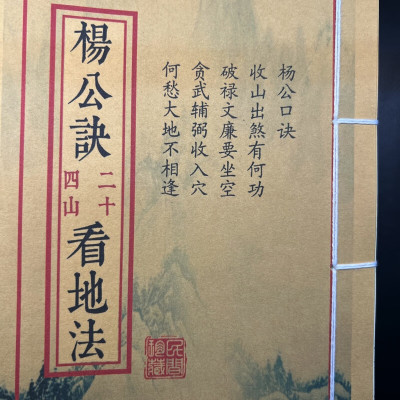 楊公訣
二十四山
看地法
杨公口诀
收山出煞有何功
破禄文廉要坐空
贪武辅弼收入穴
何愁大地不相逢